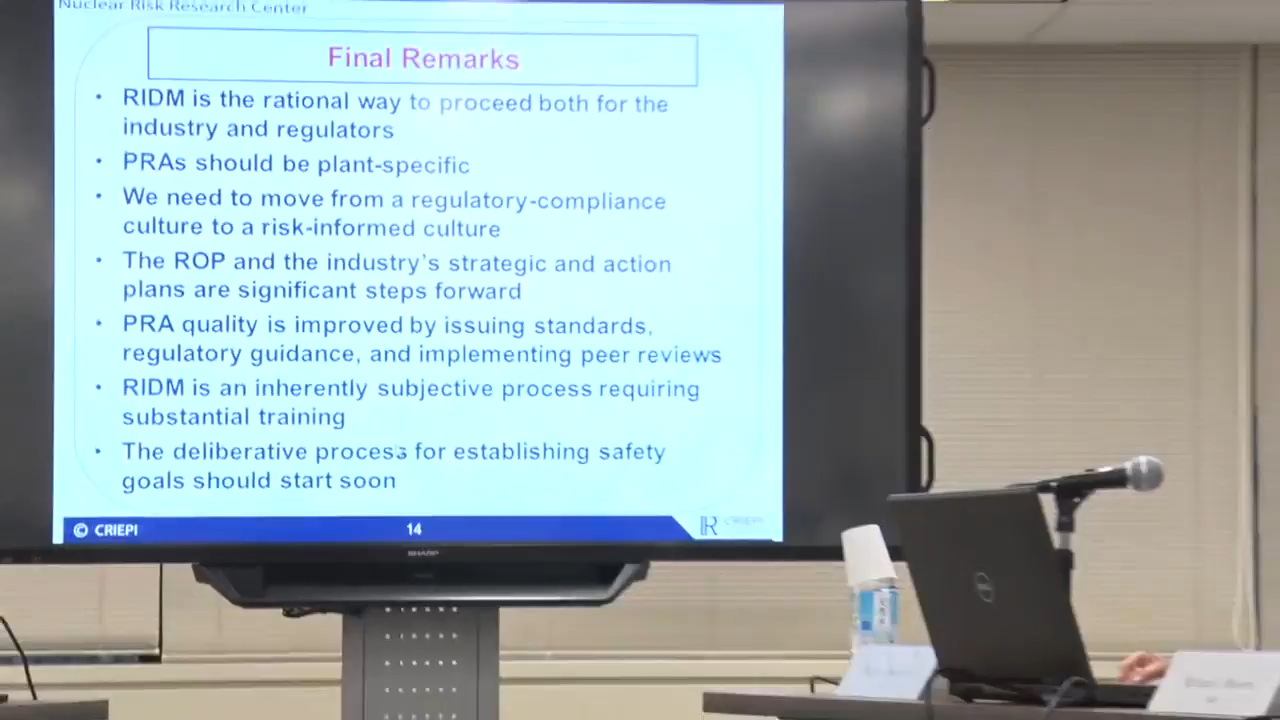 Nuclear Risk Research Center
Final Remarks
• RIDM is the rational way to proceed both for the
industry and regulators
• PRAs should be plant-specific
• We need to move from a regulatory-compliance
culture to a risk-informed culture
• The ROP and the industry's strategic and action
plans are significant steps forward
• PRA quality is improved by issuing standards,
regulatory guidance, and implementing peer reviews
• RIDM is an inherently subjective process requiring
substantial training
• The deliberative process for establishing safety
goals should start soon
© CRIEPI
14
CRIEPI
SHARP
DELL